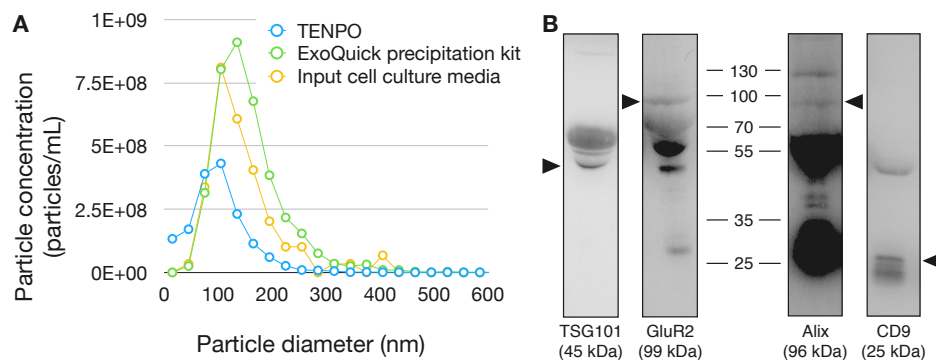 A
TENPO
ExoQuick precipitation kit
Input cell culture media
Particle concentration
(particles/mL)
1E+09
7.5E+08
5E+08
2.5E+08
0E+00
0 100 200 300 400 500 600
Particle diameter (nm)
B
130
100
70
55
35
25
TSG101 GluR2 Alix CD9
(45 kDa) (99 kDa) (96 kDa) (25 kDa)